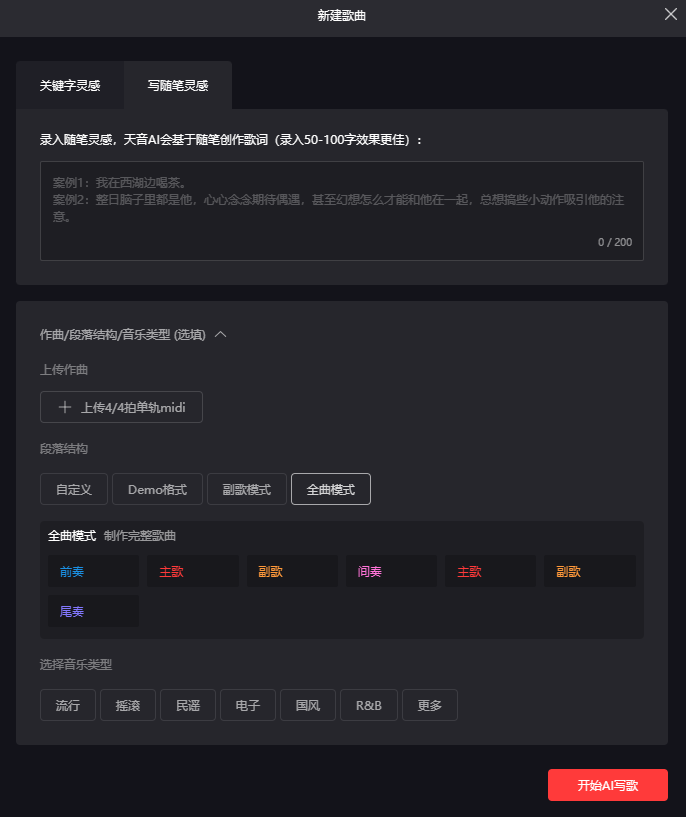 新建歌曲
关键字灵感 写随笔灵感
录入随笔灵感，天音AI会基于随笔创作歌词（录入50-100字效果更佳）：
案例1：我在西湖边喝茶。
案例2：整日脑子里都是他，心心念念期待偶遇，甚至幻想怎么才能和他在一起，总想搞些小动作吸引他的注
意。
0 / 200
作曲/段落结构/音乐类型 (选填)
上传作曲
上传4/4拍单轨midi
段落结构
自定义 Demo格式 副歌模式 全曲模式
全曲模式 制作完整歌曲
前奏 主歌 副歌 间奏 主歌 副歌
尾奏
选择音乐类型
流行 摇滚 民谣 电子 国风 R&B 更多
开始AI写歌